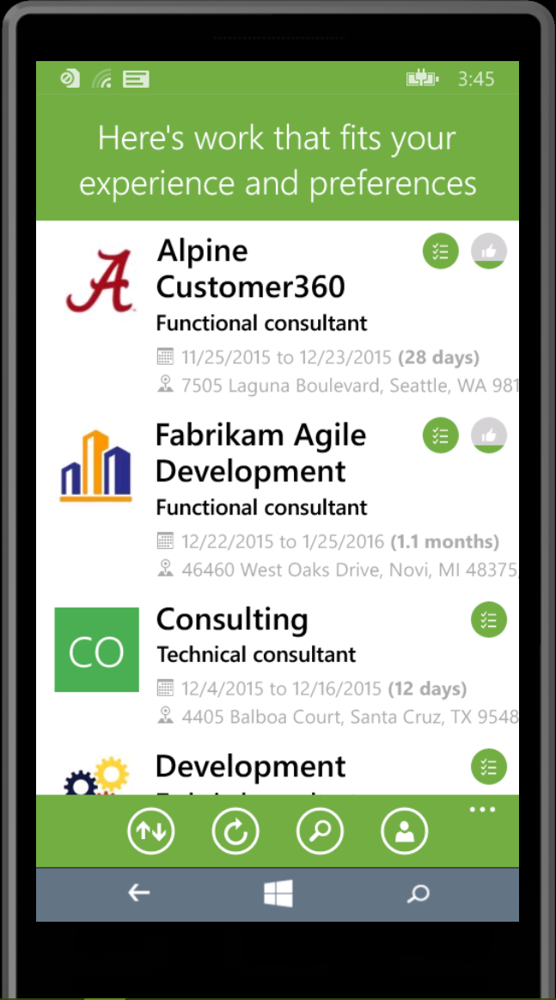 3:45
Here's work that fits your
experience and preferences
A
Alpine
Customer360
Functional consultant
11/25/2015 to 12/23/2015 (28 days)
7505 Laguna Boulevard, Seattle, WA 981
Fabrikam Agile
Development
Functional consultant
12/22/2015 to 1/25/2016 (1.1 months)
46460 West Oaks Drive, Novi, MI 48375,
CO
Consulting
Technical consultant
12/4/2015 to 12/16/2015 (12 days)
4405 Balboa Court, Santa Cruz, TX 9548
Development